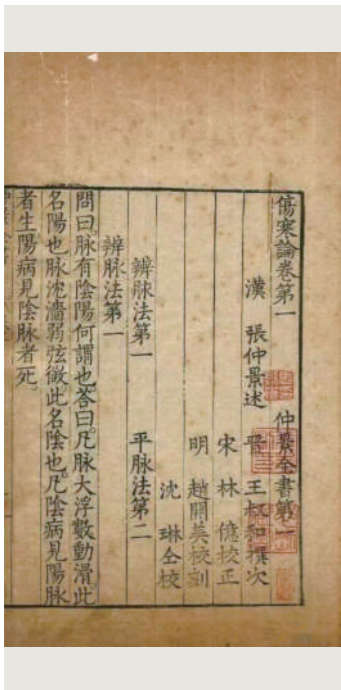 傷寒論卷第一 仲景全書第一
漢 張仲景述 晉 王叔和撰次
宋 林 億校正
明 趙開美校刻
沈 琳仝校
辨脉法第一 平脉法第二
辨脉法第一
問曰。脉有陰陽何謂也。答曰。凡脉大浮數動滑。此
名陽也。脉沈濇弱弦微。此名陰也。凡陰病見陽脉
者生。陽病見陰脉者死。